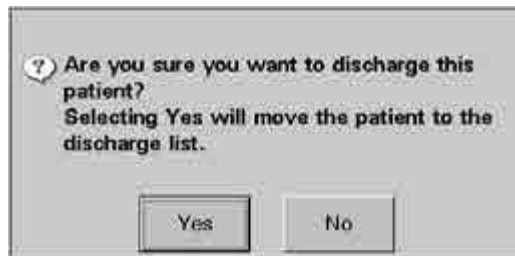 Are you sure you want to discharge this
patient?
Selecting Yes will move the patient to the
discharge list.
Yes No